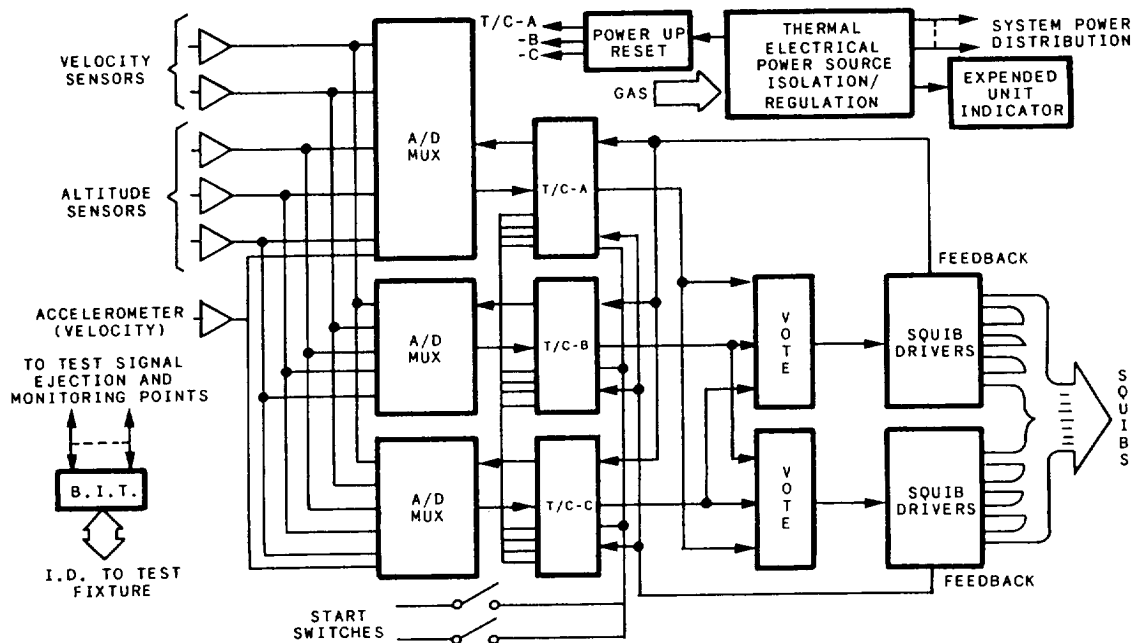 T/C-A
-B
-C
POWER UP
RESET
THERMAL
ELECTRICAL
POWER SOURCE
ISOLATION/
REGULATION
SYSTEM POWER
DISTRIBUTION
EXPENDED
UNIT
INDICATOR
GAS
VELOCITY
SENSORS
ALTITUDE
SENSORS
ACCELEROMETER
(VELOCITY)
TO TEST SIGNAL
EJECTION AND
MONITORING POINTS
B.I.T.
I.D. TO TEST
FIXTURE
A/D
MUX
T/C-A
A/D
MUX
T/C-B
A/D
MUX
T/C-C
START
SWITCHES
VOTE
VOTE
FEEDBACK
SQUIB
DRIVERS
SQUIB
DRIVERS
FEEDBACK
SQUIBS